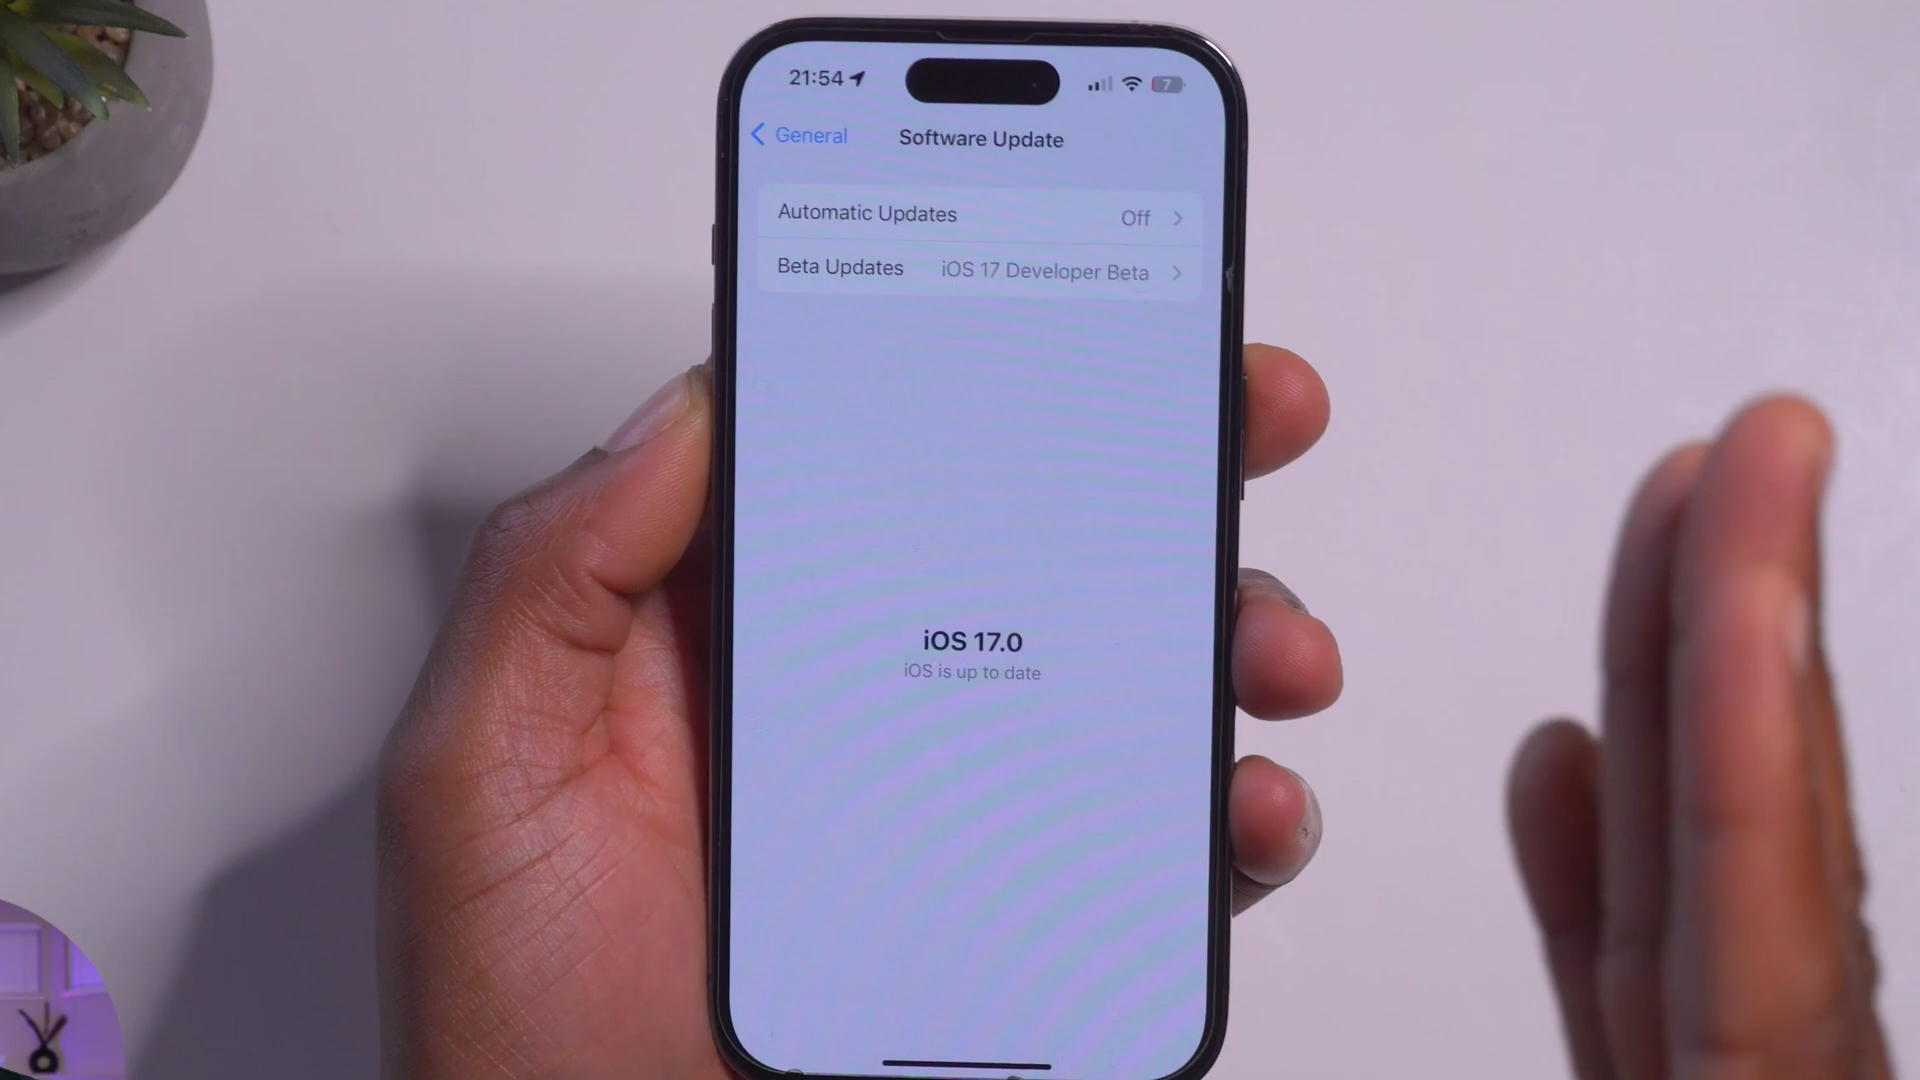 21:54
7
General
Software Update
Automatic Updates Off
Beta Updates iOS 17 Developer Beta
iOS 17.0
iOS is up to date